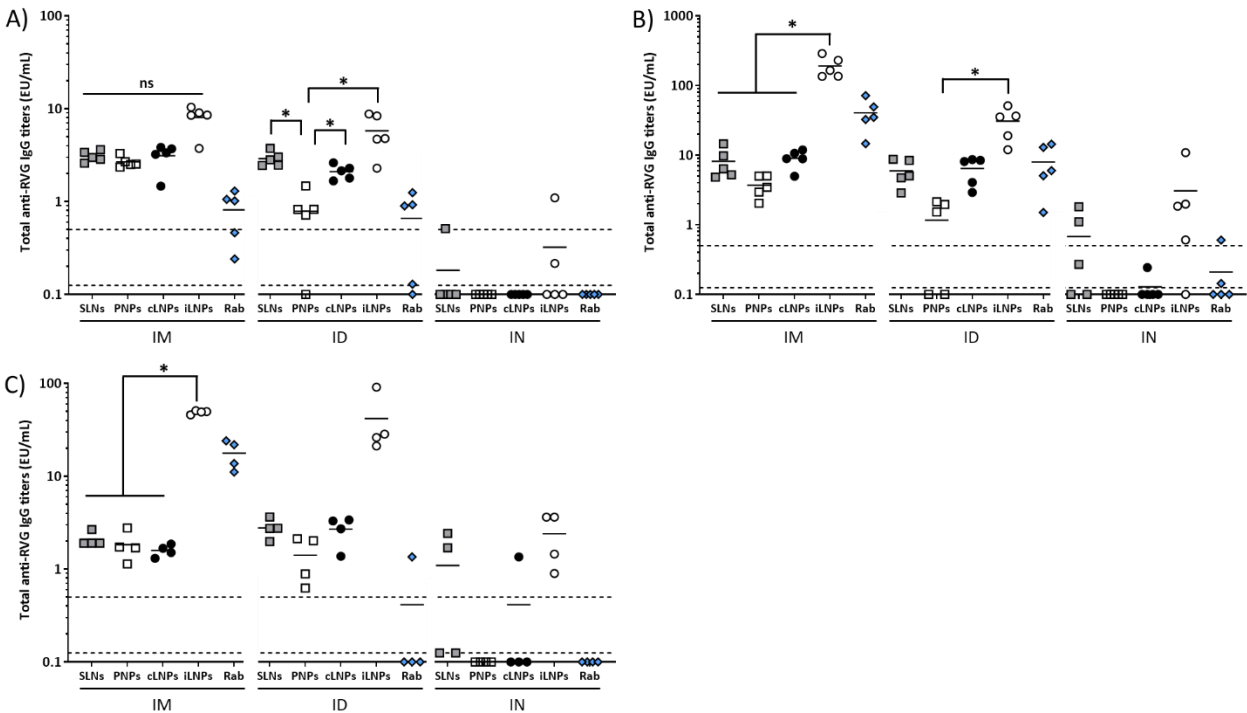 A)
Total anti-RVG IgG titers (EU/mL)
100
10
1
0.1
ns
*
*
*
SLNs PNPs cLNPs iLNPs Rab SLNs PNPs cLNPs iLNPs Rab SLNs PNPs cLNPs iLNPs Rab
IM ID IN
B)
Total anti-RVG IgG titers (EU/mL)
1000
100
10
1
0.1
*
*
SLNs PNPs cLNPs iLNPs Rab SLNs PNPs cLNPs iLNPs Rab SLNs PNPs cLNPs iLNPs Rab
IM ID IN
C)
Total anti-RVG IgG titers (EU/mL)
100
10
1
0.1
*
SLNs PNPs cLNPs iLNPs Rab SLNs PNPs cLNPs iLNPs Rab SLNs PNPs cLNPs iLNPs Rab
IM ID IN